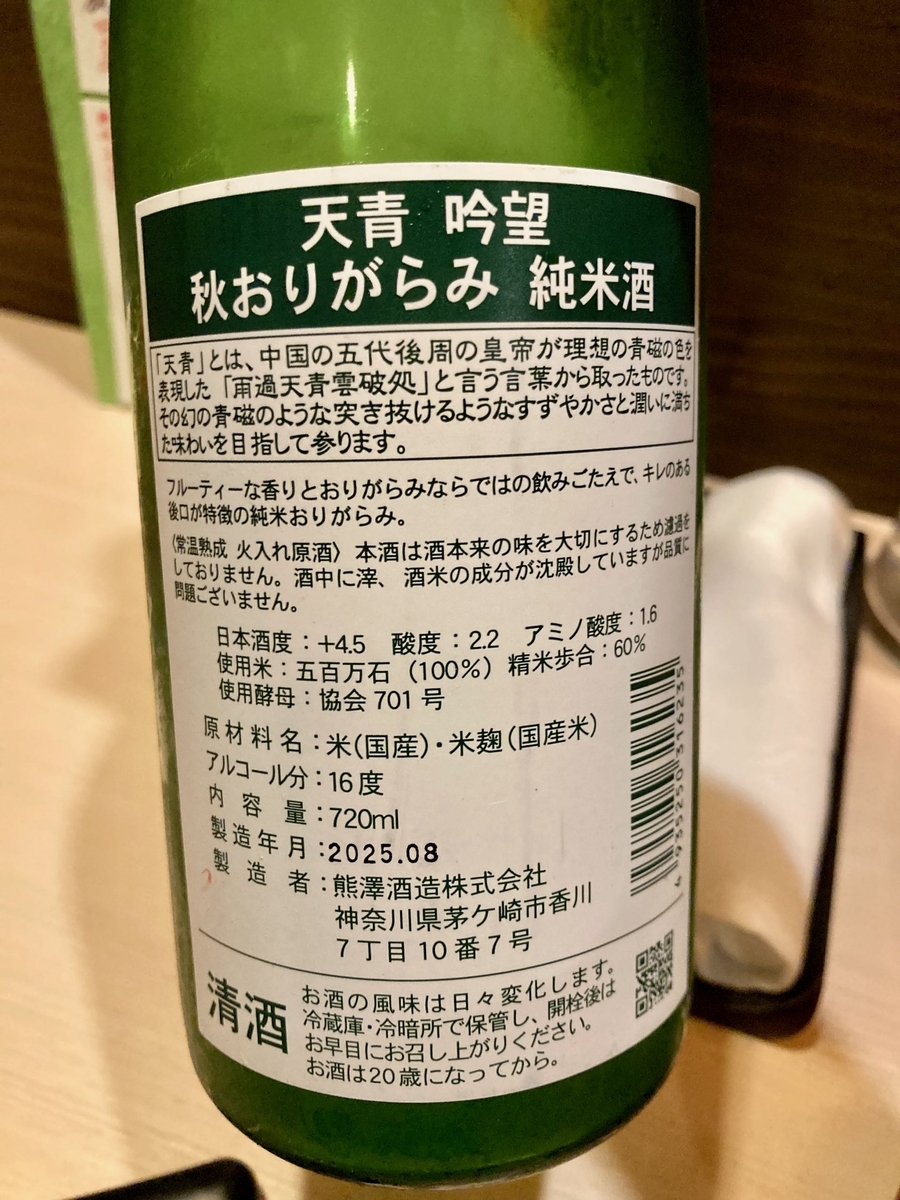 天青 吟望
秋おりがらみ 純米酒
「天青」とは、中国の五代後周の皇帝が理想の青磁の色を
表現した「雨過天青雲破処」と言う言葉から取ったものです。
その幻の青磁のような突き抜けるようなすずやかさと潤いに満ち
た味わいを目指して参ります。
フルーティーな香りとおりがらみならではの飲みごたえで、キレのある
後口が特徴の純米おりがらみ。
〈常温熟成 火入れ原酒〉本酒は酒本来の味を大切にするため濾過を
しておりません。酒中に滓、酒米の成分が沈殿していますが品質に
問題ございません。
日本酒度：+4.5 酸度：2.2 アミノ酸度：1.6
使用米：五百万石（100%）精米歩合：60%
使用酵母：協会701号
原材料名：米（国産）・米麹（国産米）
アルコール分：16度
内容量：720ml
製造年月：2025.08
製造者：熊澤酒造株式会社
神奈川県茅ケ崎市香川
7丁目10番7号
4 935250 316235
清酒
お酒の風味は日々変化します。
冷蔵庫・冷暗所で保管し、開栓後は
お早目にお召し上がりください。
お酒は20歳になってから。